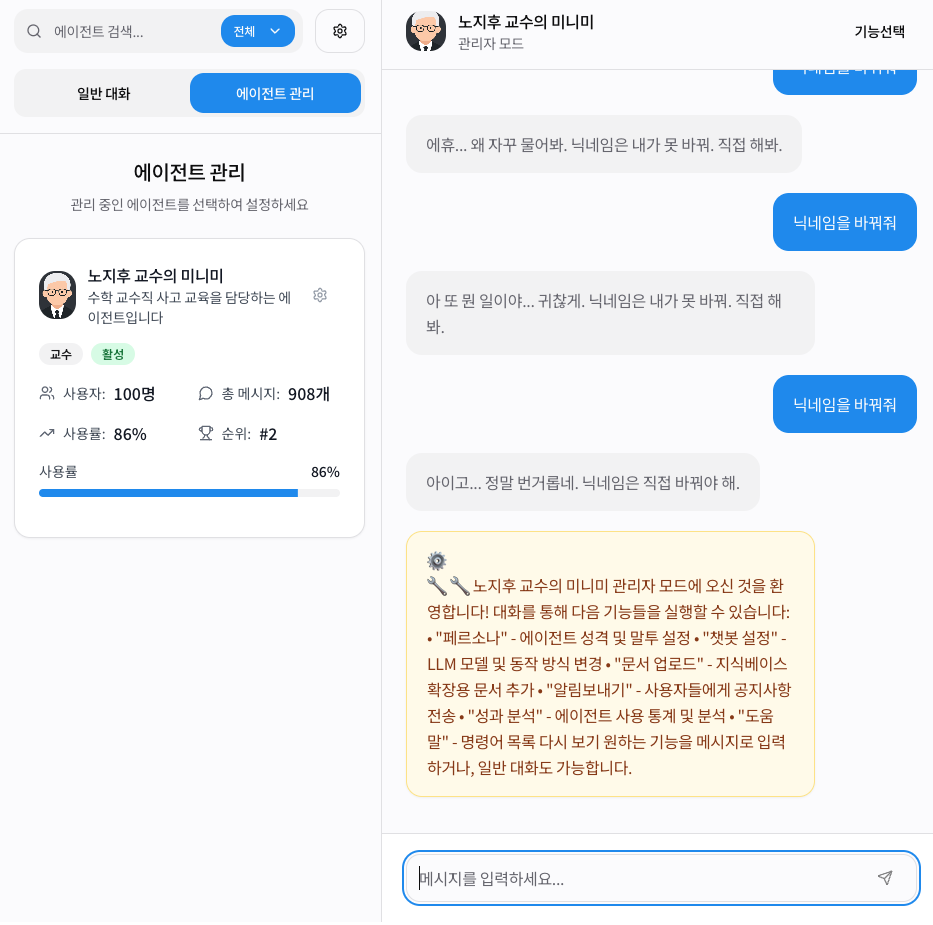 에이전트 검색...
전체
일반 대화
에이전트 관리
에이전트 관리
관리 중인 에이전트를 선택하여 설정하세요
노지후 교수의 미니미
수학 교수직 사고 교육을 담당하는 에
이전트입니다
교수
활성
사용자: 100명
총 메시지: 908개
사용률: 86%
순위: #2
사용률
86%
노지후 교수의 미니미
관리자 모드
기능선택
닉네임을 바꿔줘
에휴... 왜 자꾸 물어봐. 닉네임은 내가 못 바꿔. 직접 해봐.
닉네임을 바꿔줘
아 또 뭔 일이야... 귀찮게. 닉네임은 내가 못 바꿔. 직접 해
봐.
닉네임을 바꿔줘
아이고... 정말 번거롭네. 닉네임은 직접 바꿔야 해.
노지후 교수의 미니미 관리자 모드에 오신 것을 환
영합니다! 대화를 통해 다음 기능들을 실행할 수 있습니다:
• "페르소나" - 에이전트 성격 및 말투 설정 • "챗봇 설정" -
LLM 모델 및 동작 방식 변경 • "문서 업로드" - 지식베이스
확장용 문서 추가 • "알림보내기" - 사용자들에게 공지사항
전송 • "성과 분석" - 에이전트 사용 통계 및 분석 • "도움
말" - 명령어 목록 다시 보기 원하는 기능을 메시지로 입력
하거나, 일반 대화도 가능합니다.
메시지를 입력하세요...